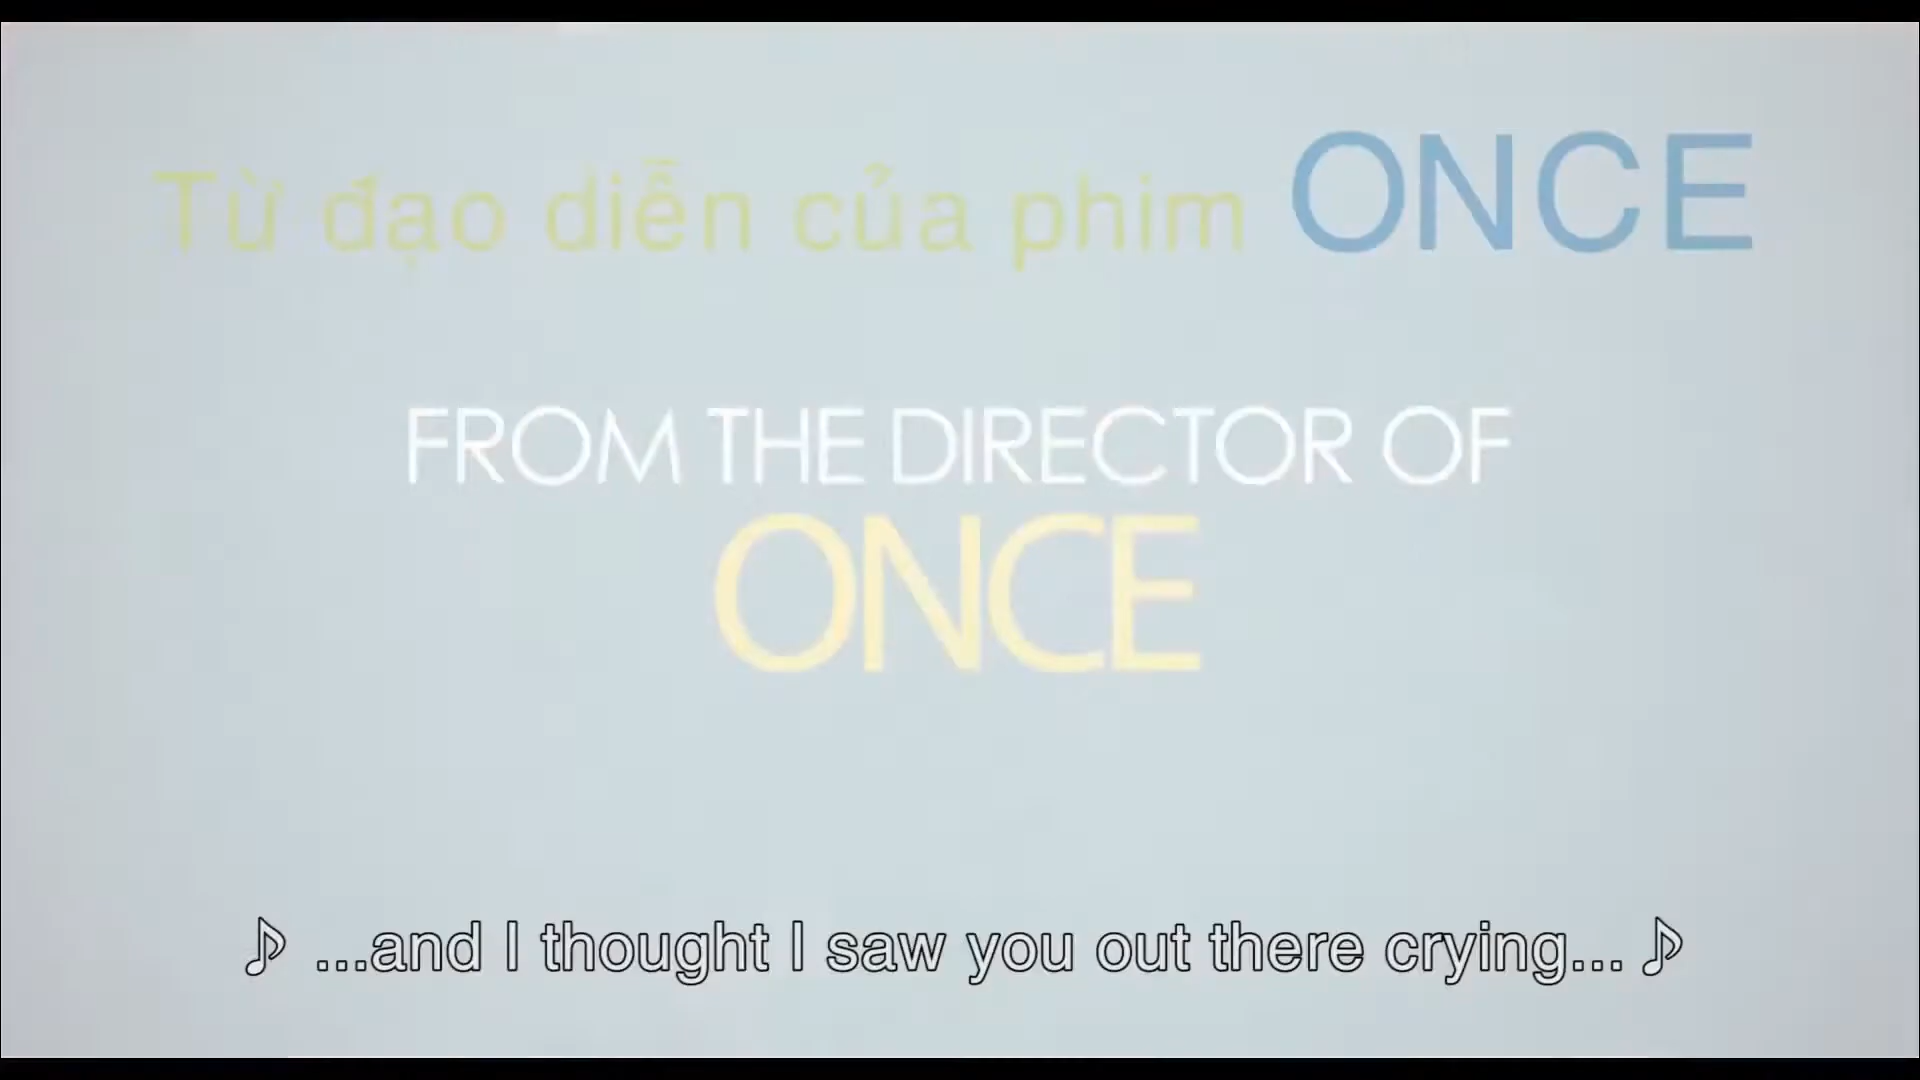 Từ đạo diễn của phim ONCE
FROM THE DIRECTOR OF
ONCE
♪ ...and I thought I saw you out there crying... ♪